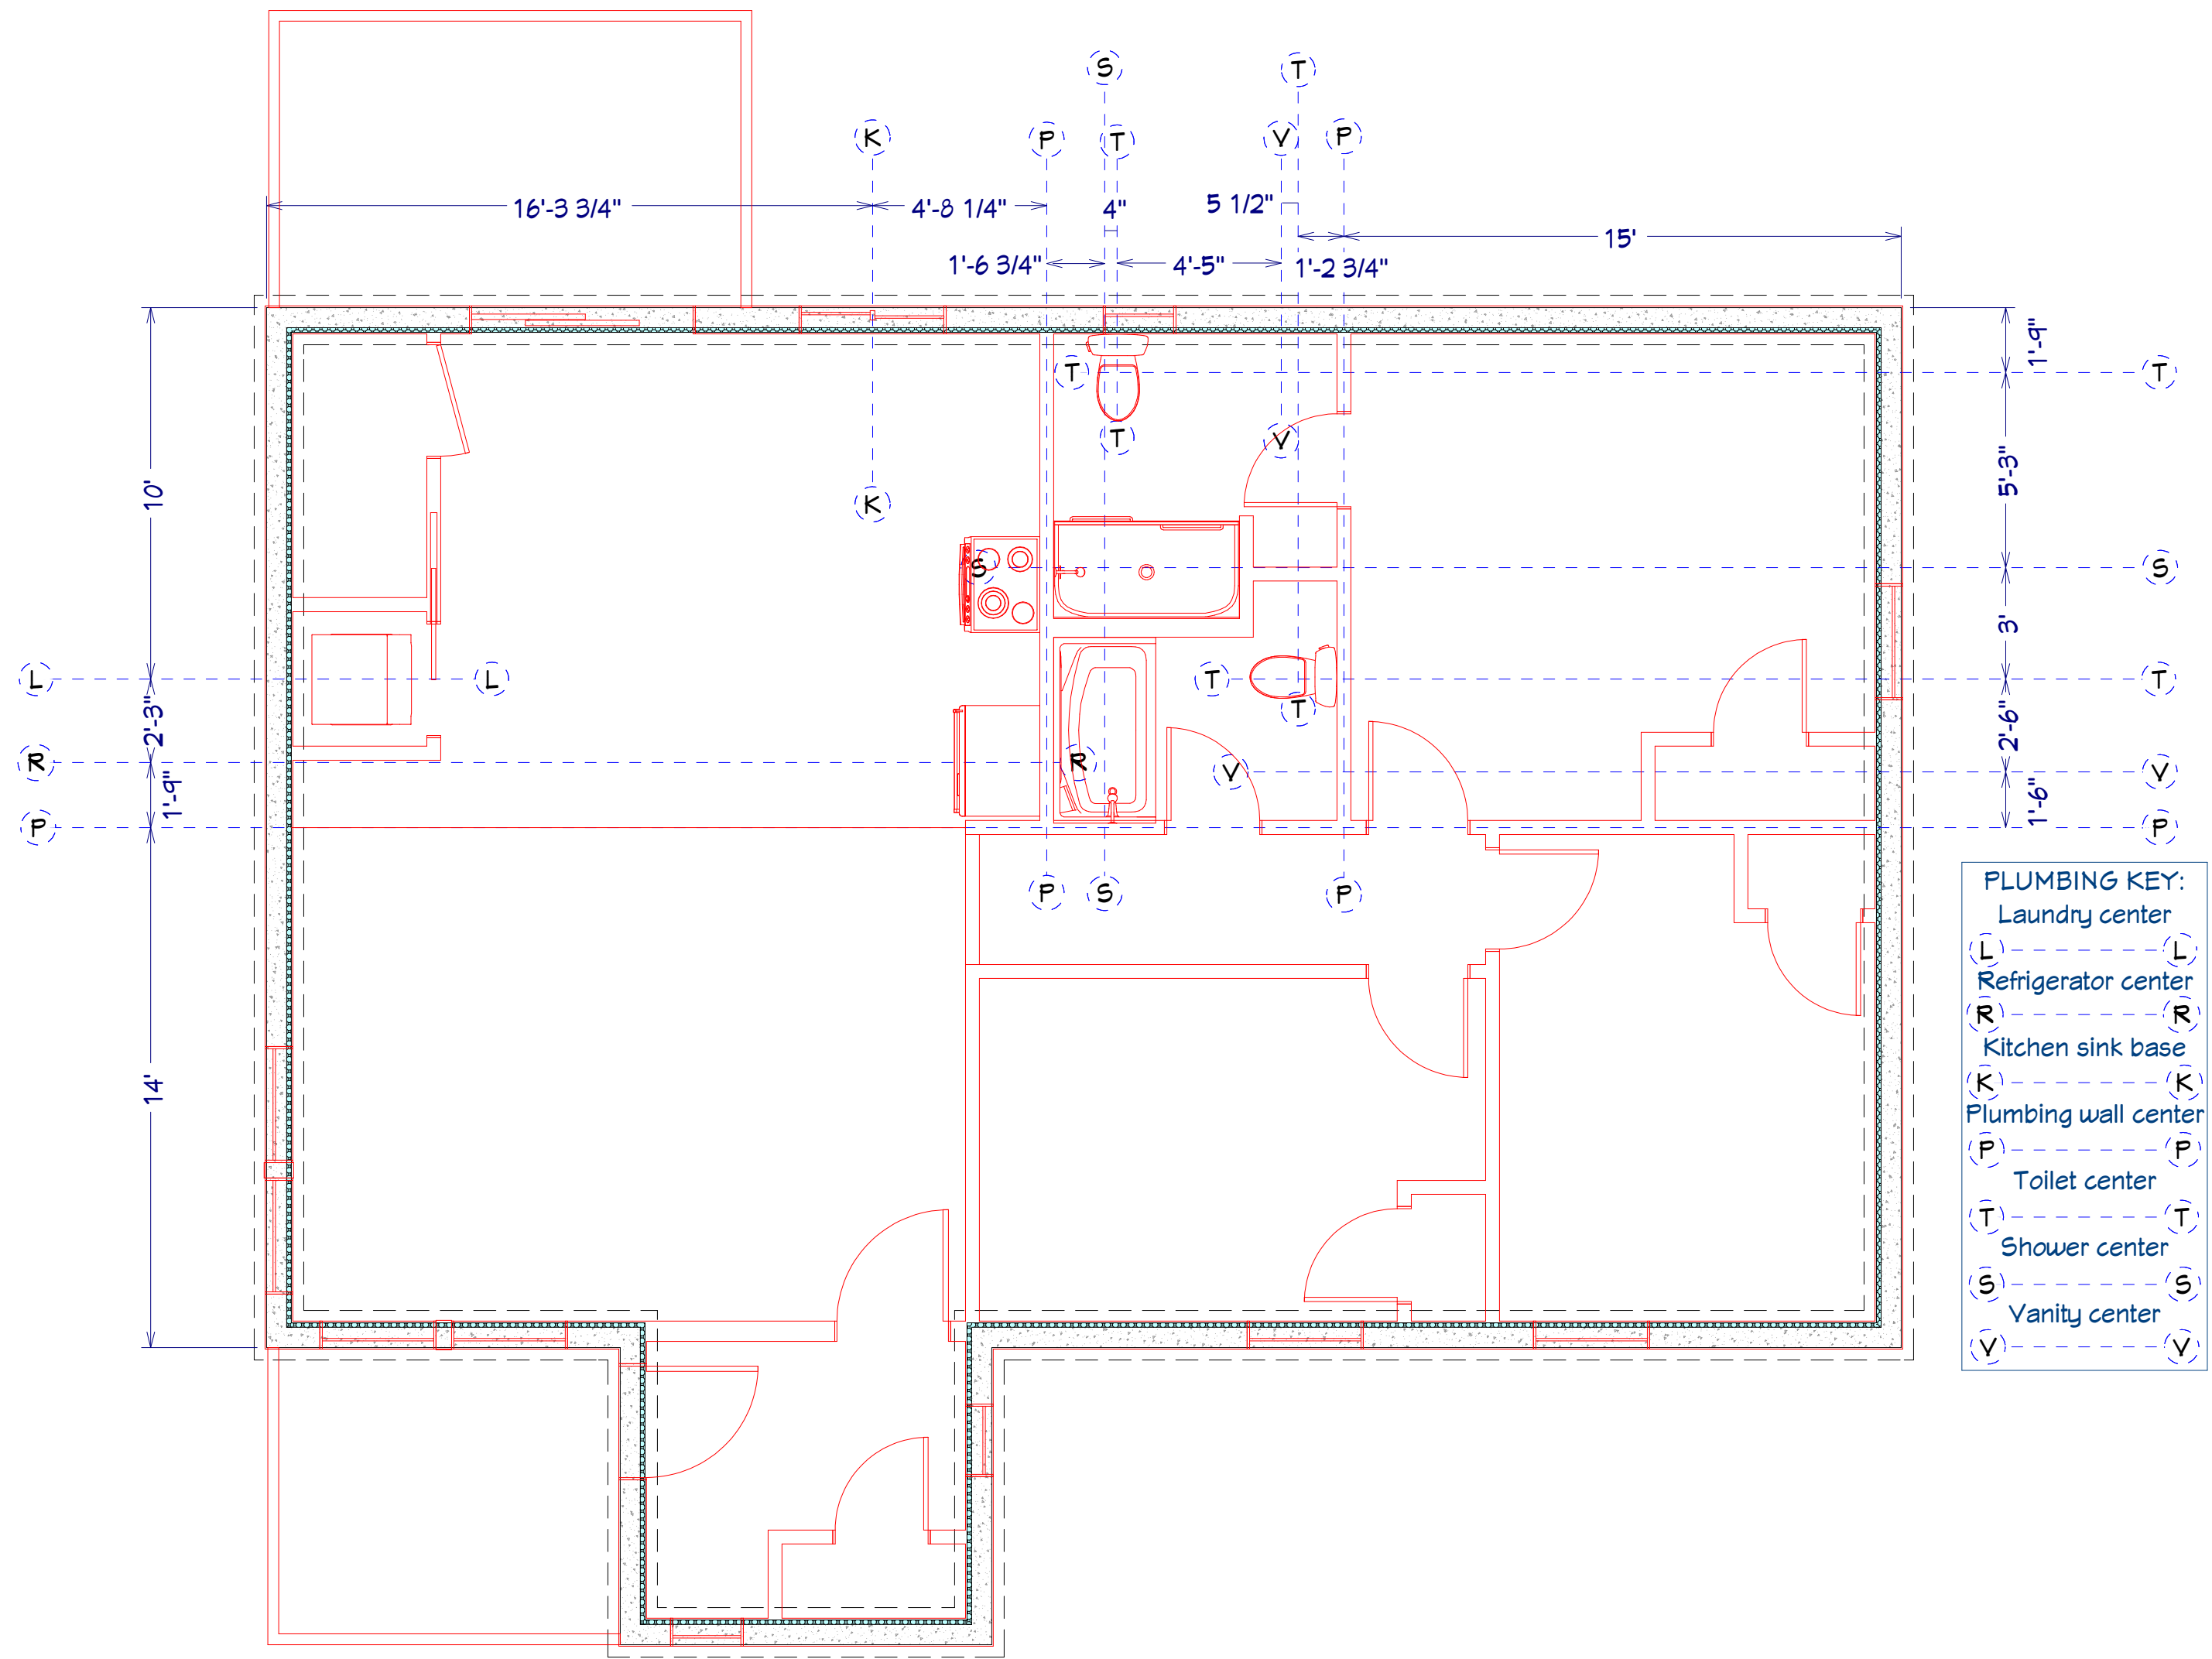 S T
K P T V P
16'-3 3/4" 4'-8 1/4" 4" 5 1/2"
15'
1'-6 3/4" 4'-5" 1'-2 3/4"
1'-9"
T T
T V
5'-3"
10'
K
S S
3'
L L T T
T
2'-3" 2'-6"
R R V V
1'-9" 1'-6"
P P
P S P
14'
PLUMBING KEY:
Laundry center
L L
Refrigerator center
R R
Kitchen sink base
K K
Plumbing wall center
P P
Toilet center
T T
Shower center
S S
Vanity center
V V